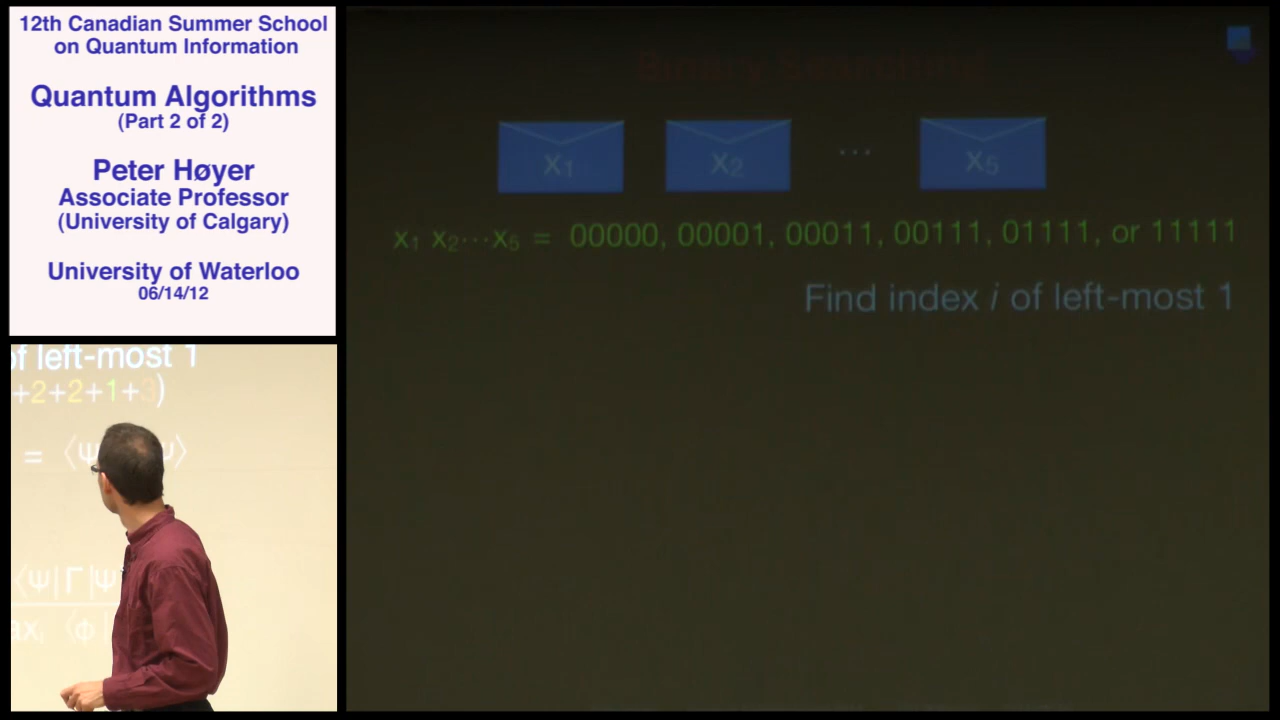 12th Canadian Summer School
on Quantum Information
Quantum Algorithms
(Part 2 of 2)
Peter Høyer
Associate Professor
(University of Calgary)
University of Waterloo
06/14/12
x₁ x₂ ... x₅
x₁ x₂⋯x₅ = 00000, 00001, 00011, 00111, 01111, or 11111
Find index i of left-most 1
of left-most 1
+2+2+1+3)
= ⟨Ψ
⟨Ψ|Γ|Ψ